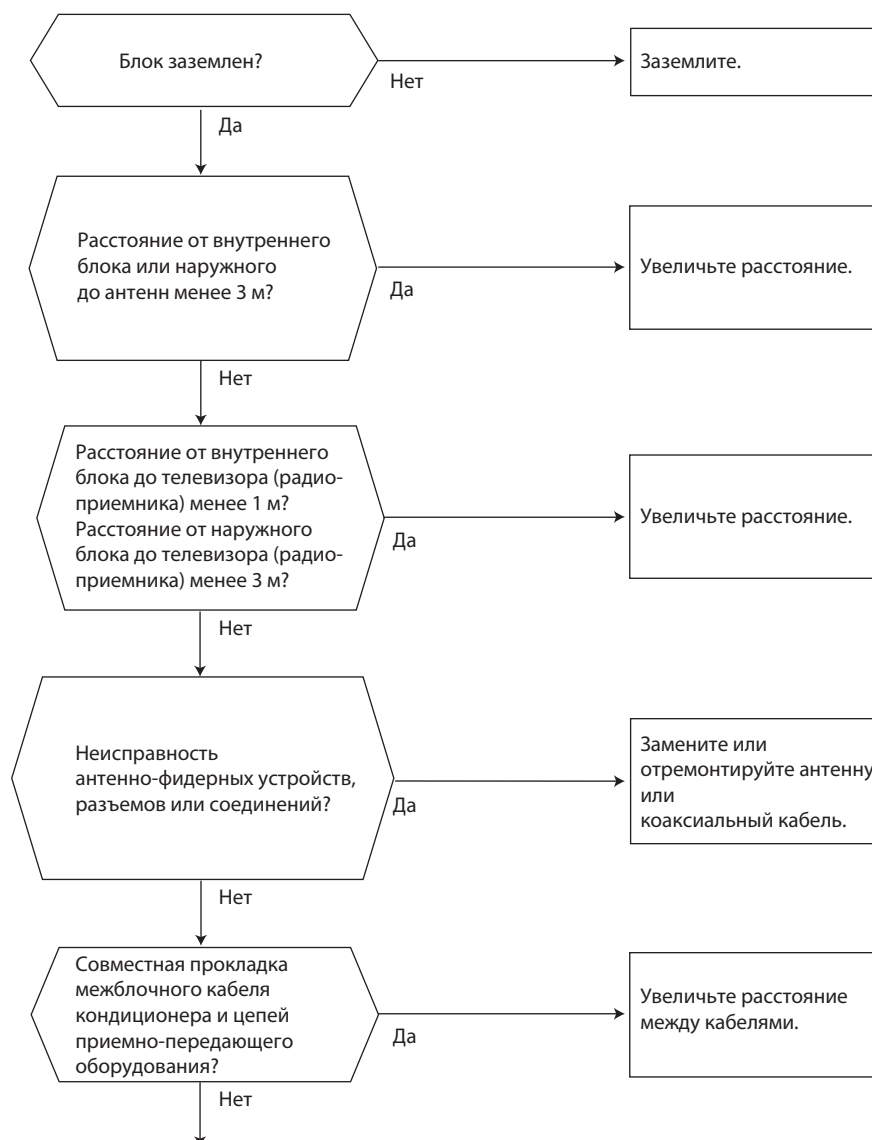 Блок заземлен?
Нет
Заземлите.
Да
Расстояние от внутреннего
блока или наружного
до антенн менее 3 м?
Да
Увеличьте расстояние.
Нет
Расстояние от внутреннего
блока до телевизора (радио-
приемника) менее 1 м?
Расстояние от наружного
блока до телевизора (радио-
приемника) менее 3 м?
Да
Увеличьте расстояние.
Нет
Неисправность
антенно-фидерных устройств,
разъемов или соединений?
Да
Замените или
отремонтируйте антенну
или
коаксиальный кабель.
Нет
Совместная прокладка
межблочного кабеля
кондиционера и цепей
приемно-передающего
оборудования?
Да
Увеличьте расстояние
между кабелями.
Нет